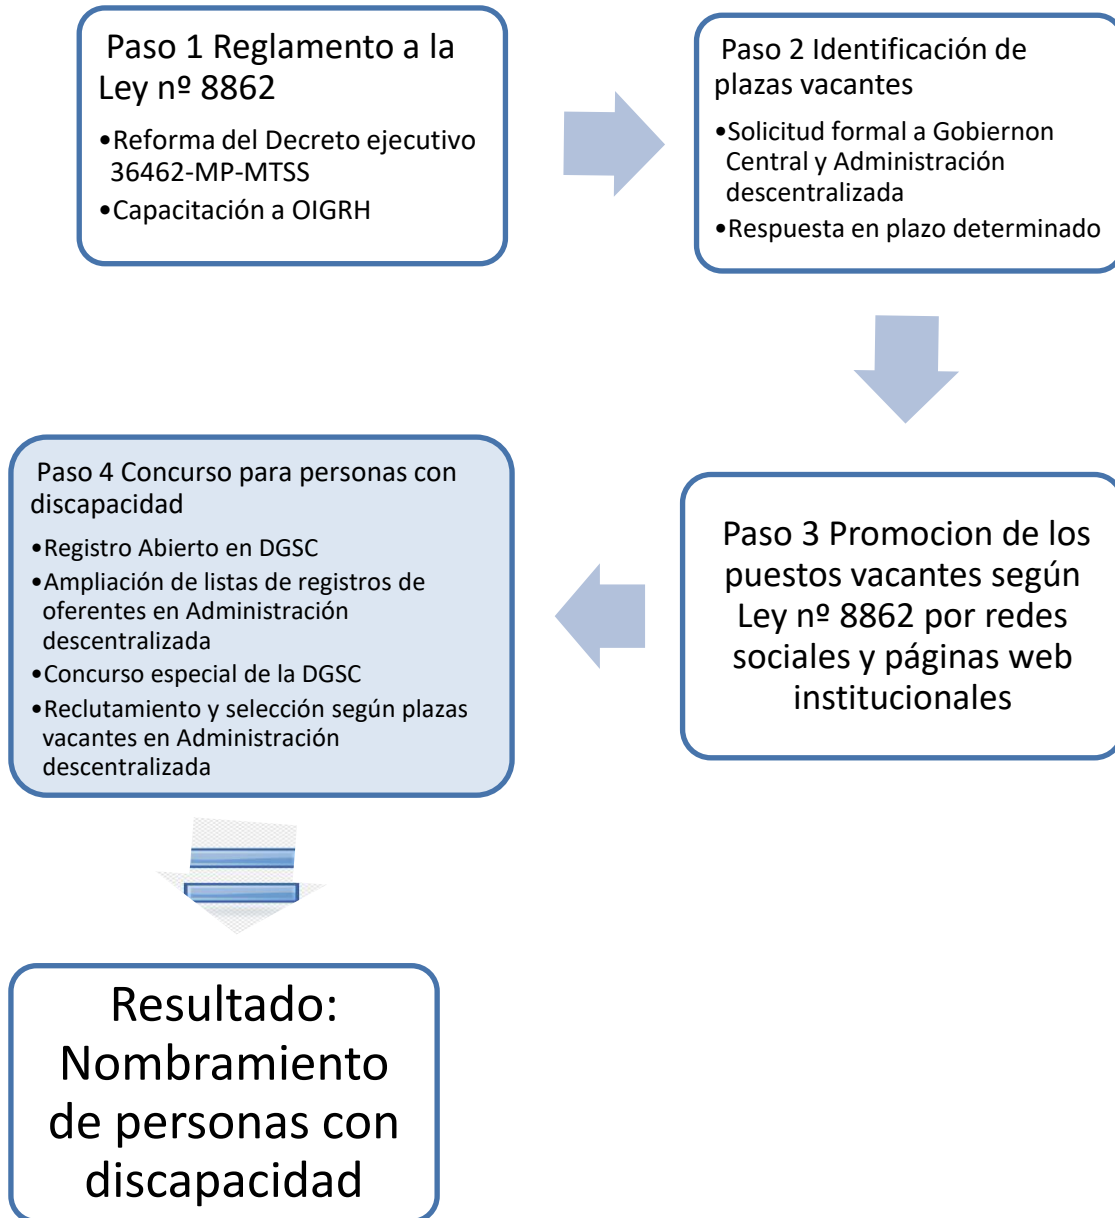 Paso 1 Reglamento a la
Ley nº 8862
•Reforma del Decreto ejecutivo
36462-MP-MTSS
•Capacitación a OIGRH
Paso 2 Identificación de
plazas vacantes
•Solicitud formal a Gobiernon
Central y Administración
descentralizada
•Respuesta en plazo determinado
Paso 3 Promocion de los
puestos vacantes según
Ley nº 8862 por redes
sociales y páginas web
institucionales
Paso 4 Concurso para personas con
discapacidad
•Registro Abierto en DGSC
•Ampliación de listas de registros de
oferentes en Administración
descentralizada
•Concurso especial de la DGSC
•Reclutamiento y selección según plazas
vacantes en Administración
descentralizada
Resultado:
Nombramiento
de personas con
discapacidad